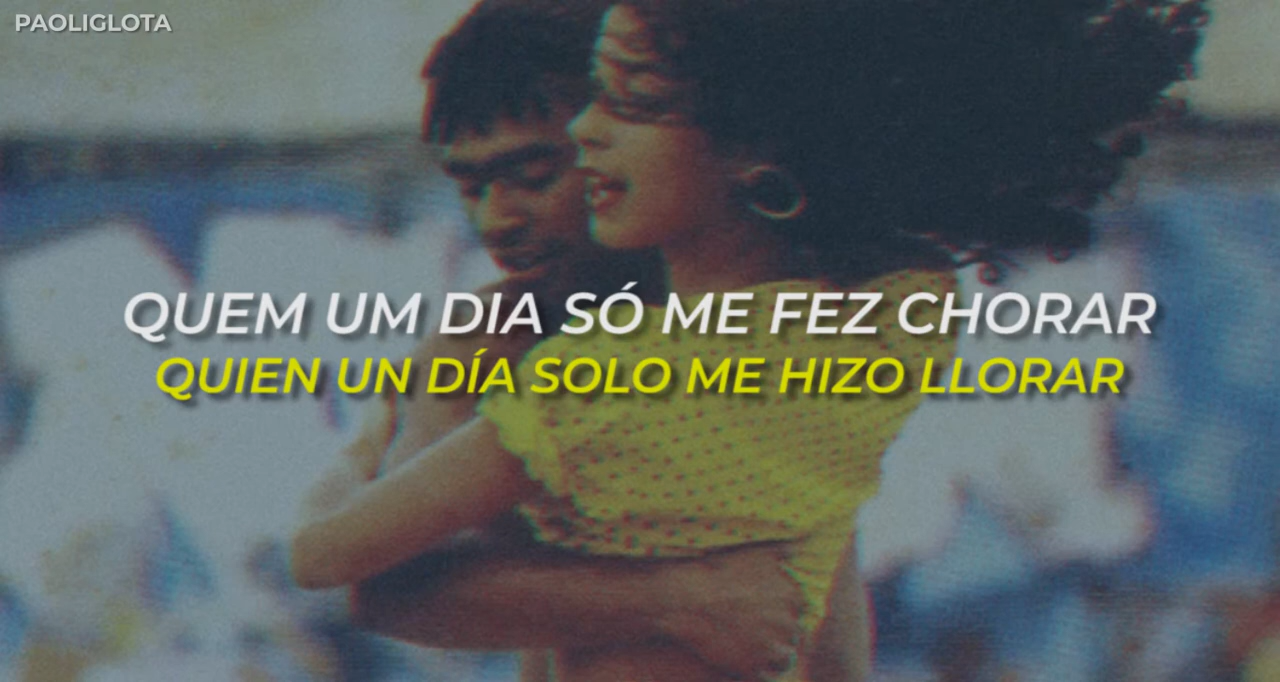 PAOLIGLOTA
QUEM UM DIA SÓ ME FEZ CHORAR
QUIEN UN DÍA SOLO ME HIZO LLORAR